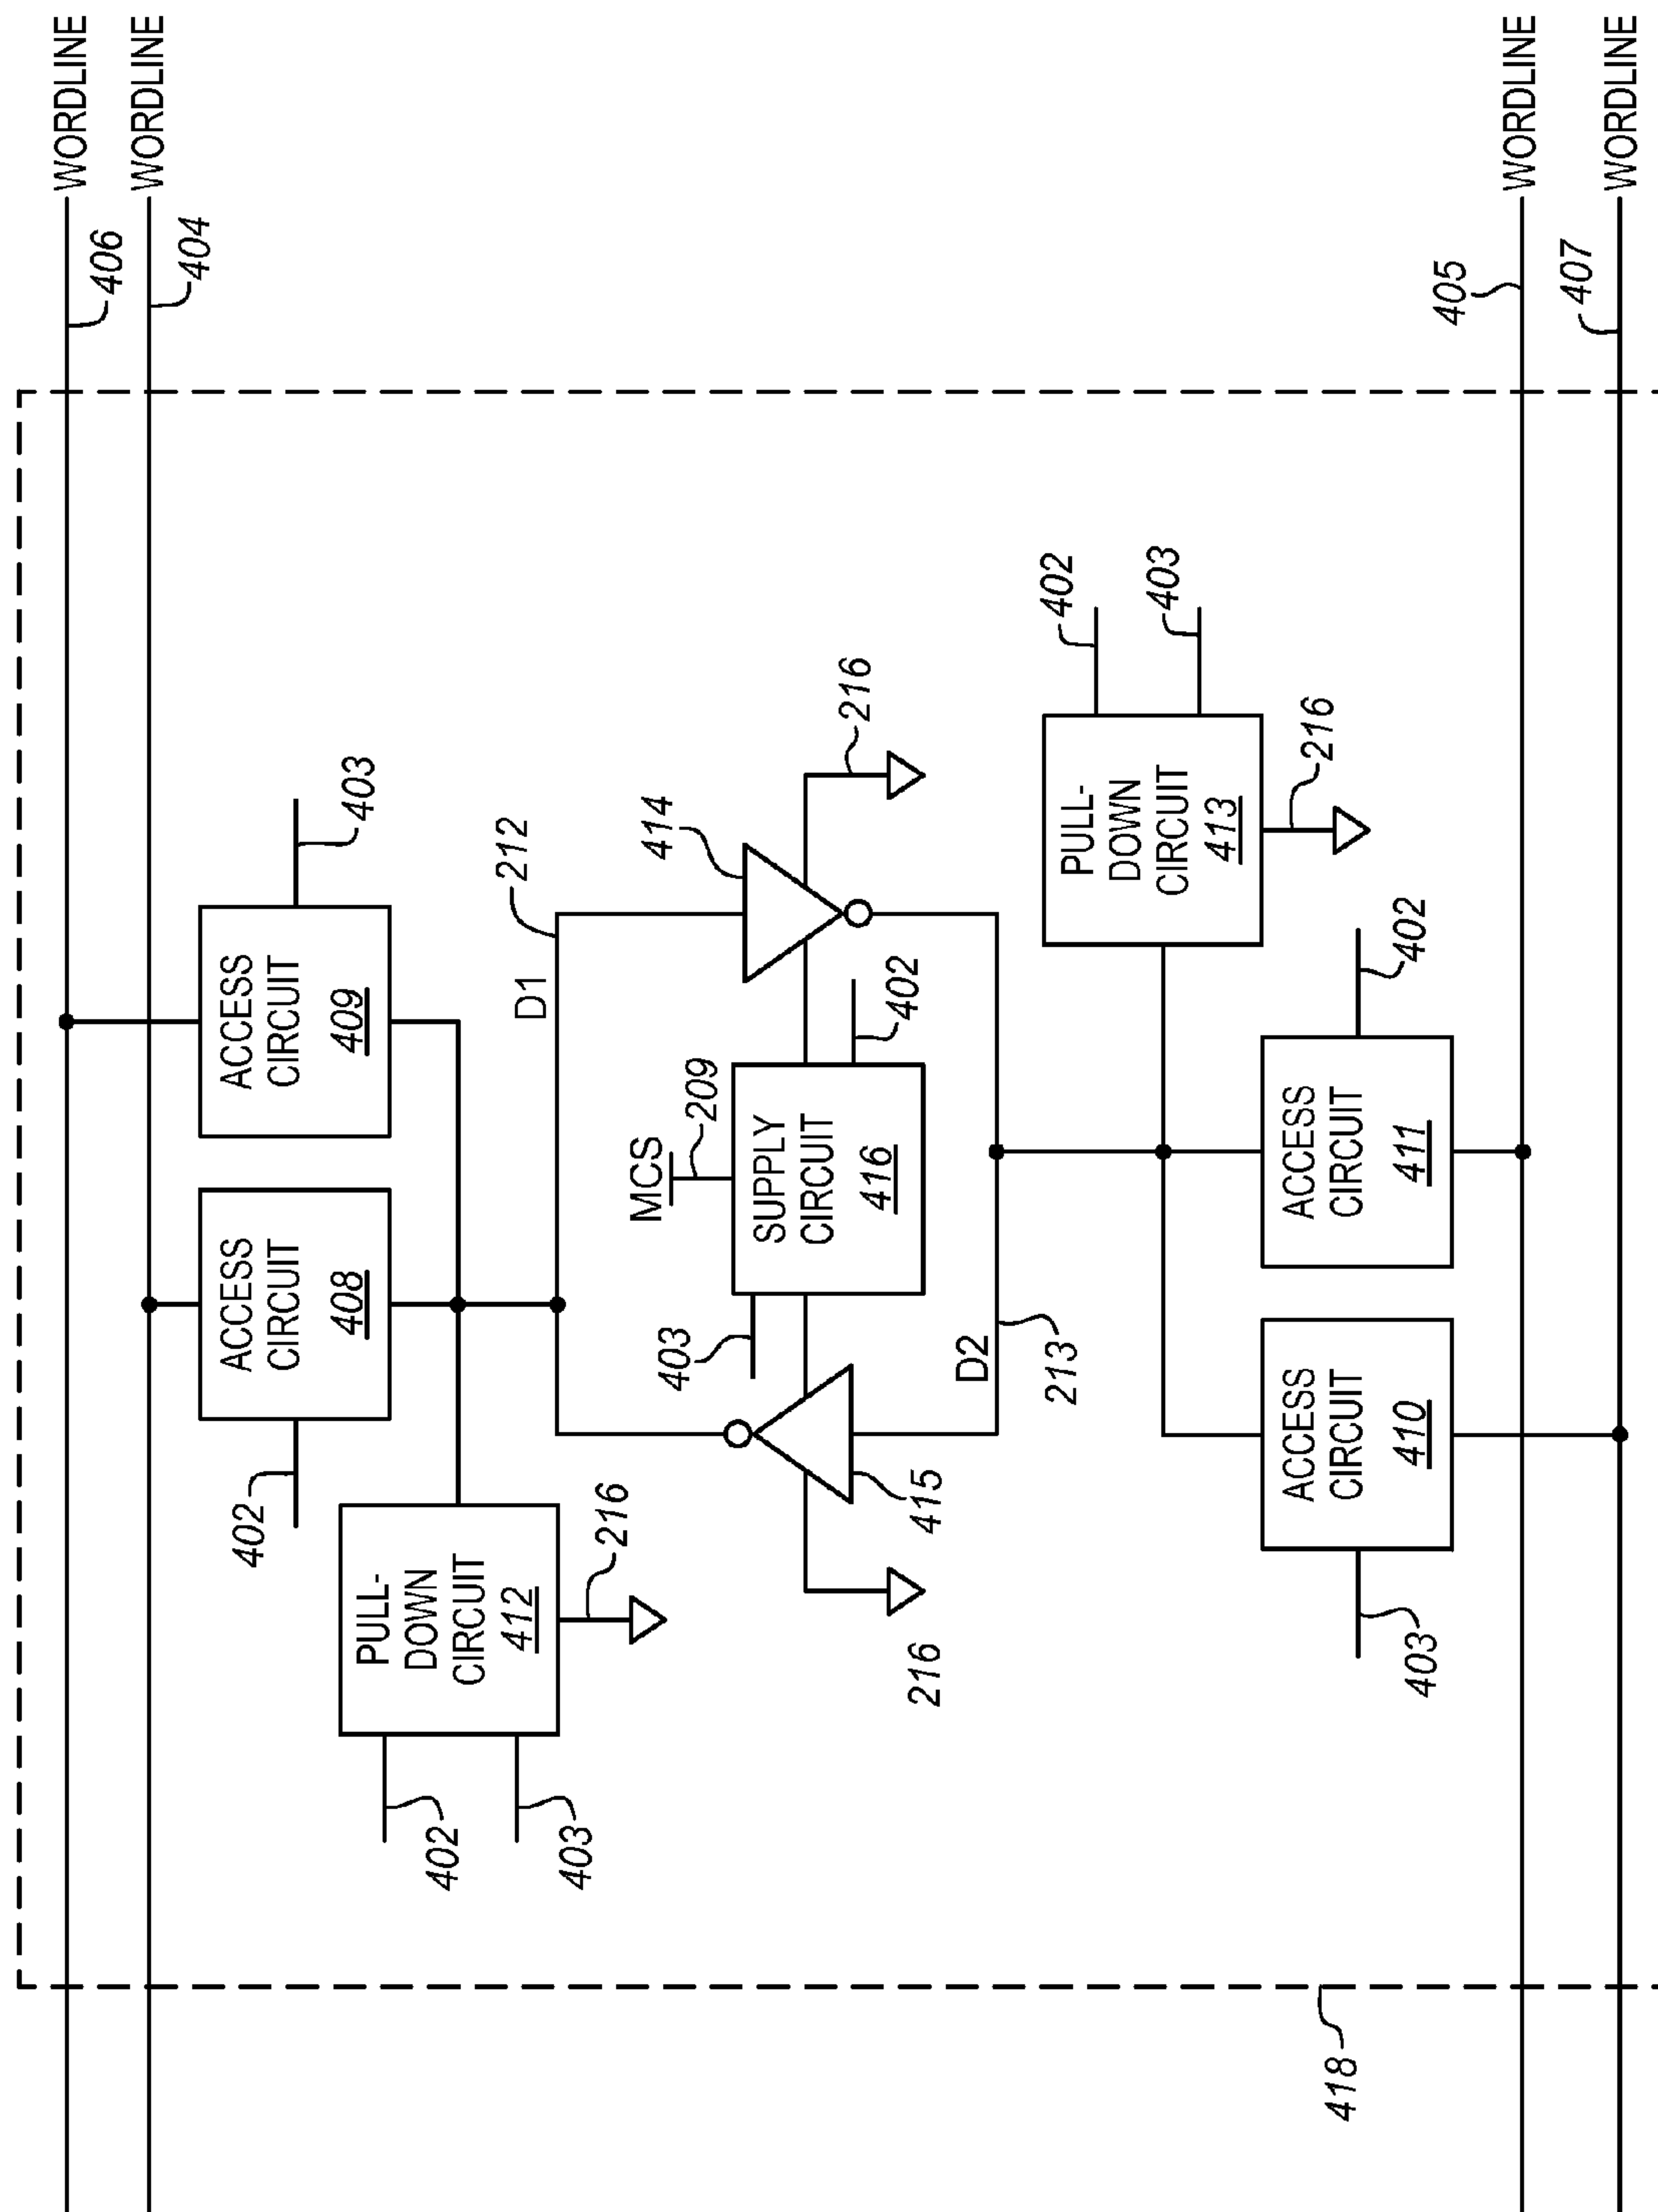 WORDLINE
406
WORDLINE
404
402
ACCESS
CIRCUIT
408
ACCESS
CIRCUIT
409
403
PULL-
DOWN
CIRCUIT
412
402
403
216
D1
212
414
MCS
209
403
SUPPLY
CIRCUIT
416
402
216
415
216
D2
213
PULL-
DOWN
CIRCUIT
413
402
403
216
ACCESS
CIRCUIT
410
403
ACCESS
CIRCUIT
411
402
418
405
WORDLINE
407
WORDLINE